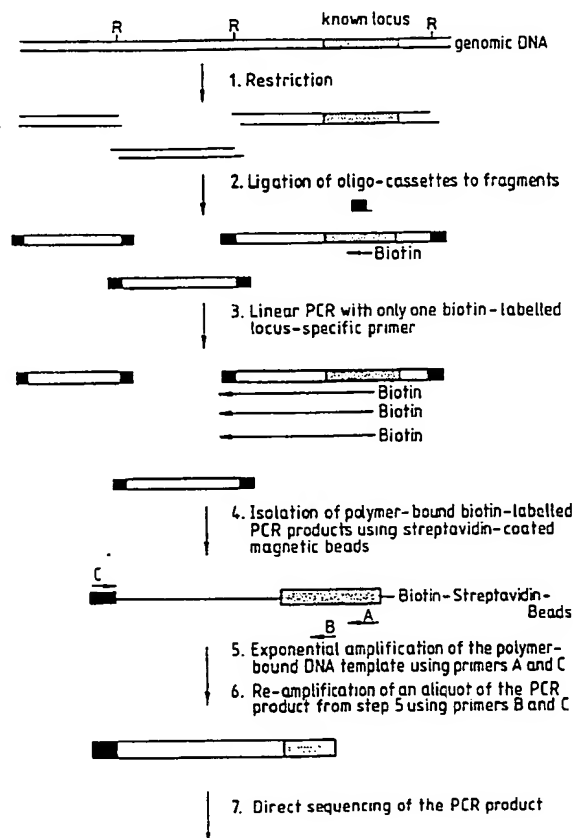 known locus
R R R
genomic DNA
1. Restriction
2. Ligation of oligo-cassettes to fragments
Biotin
3. Linear PCR with only one biotin-labelled
locus-specific primer
Biotin
Biotin
Biotin
4. Isolation of polymer-bound biotin-labelled
PCR products using streptavidin-coated
magnetic beads
C
Biotin-Streptavidin-
Beads
A
B
5. Exponential amplification of the polymer-
bound DNA template using primers A and C
6. Re-amplification of an aliquot of the PCR
product from step 5 using primers B and C
7. Direct sequencing of the PCR product